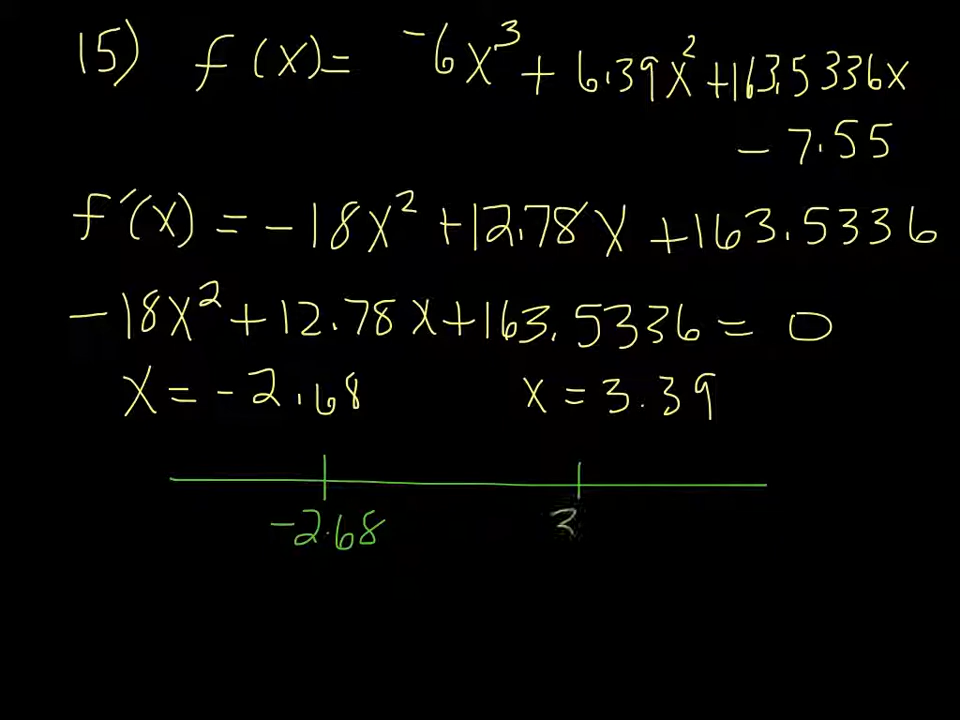 15) f(x)= -6x³ + 6.39x² +163.5336x
- 7.55
f'(x) = -18x² +12.78x +163.5336
-18x² +12.78x+163.5336 = 0
x = -2.68 x = 3.39
-2.68 3